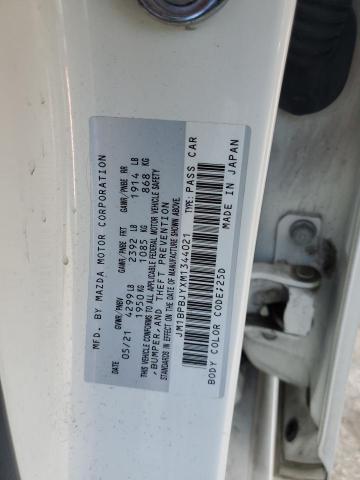 MFD. BY MAZDA MOTOR CORPORATION
DATE GVWR/PNBV GAWR/PNBE FRT GAWR/PNBE RR
05/21 4299 LB 2392 LB 1914 LB
1950 KG 1085 KG 868 KG
THIS VEHICLE CONFORMS TO ALL APPLICABLE FEDERAL MOTOR VEHICLE SAFETY
, BUMPER, AND THEFT PREVENTION
STANDARDS IN EFFECT ON THE DATE OF MANUFACTURE SHOWN ABOVE.
JM1BPBJYXM1344021 TYPE:PASS CAR
BODY COLOR CODE;25D MADE IN JAPAN